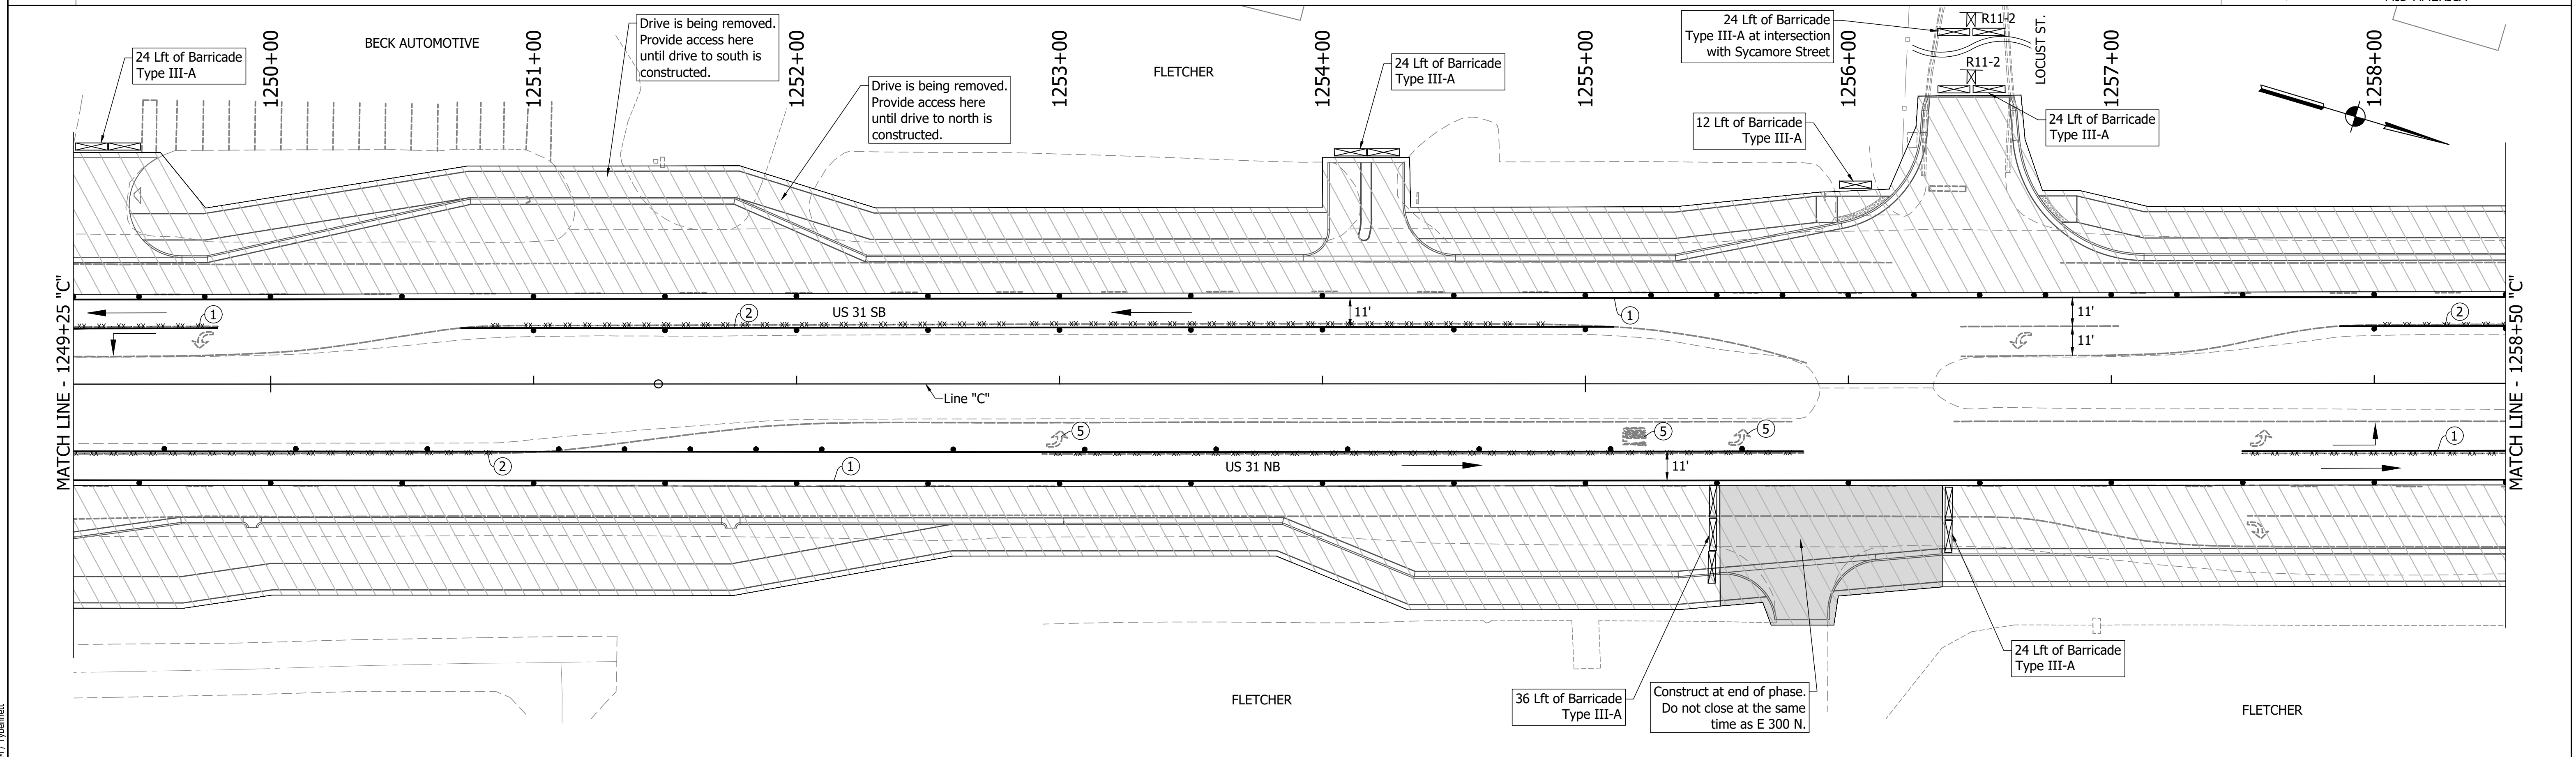 24 Lft of Barricade
Type III-A
1250+00
BECK AUTOMOTIVE
1251+00
Drive is being removed.
Provide access here
until drive to south is
constructed.
1252+00
Drive is being removed.
Provide access here
until drive to north is
constructed.
1253+00
FLETCHER
1254+00
24 Lft of Barricade
Type III-A
1255+00
24 Lft of Barricade
Type III-A at intersection
with Sycamore Street
12 Lft of Barricade
Type III-A
1256+00
R11-2
R11-2
LOCUST ST.
24 Lft of Barricade
Type III-A
1257+00
1258+00
MATCH LINE - 1249+25 "C"
1
2
US 31 SB
11'
1
11'
11'
2
MATCH LINE - 1258+50 "C"
Line "C"
2
5
1
US 31 NB
5
11'
5
1
24 Lft of Barricade
Type III-A
36 Lft of Barricade
Type III-A
Construct at end of phase.
Do not close at the same
time as E 300 N.
FLETCHER
FLETCHER